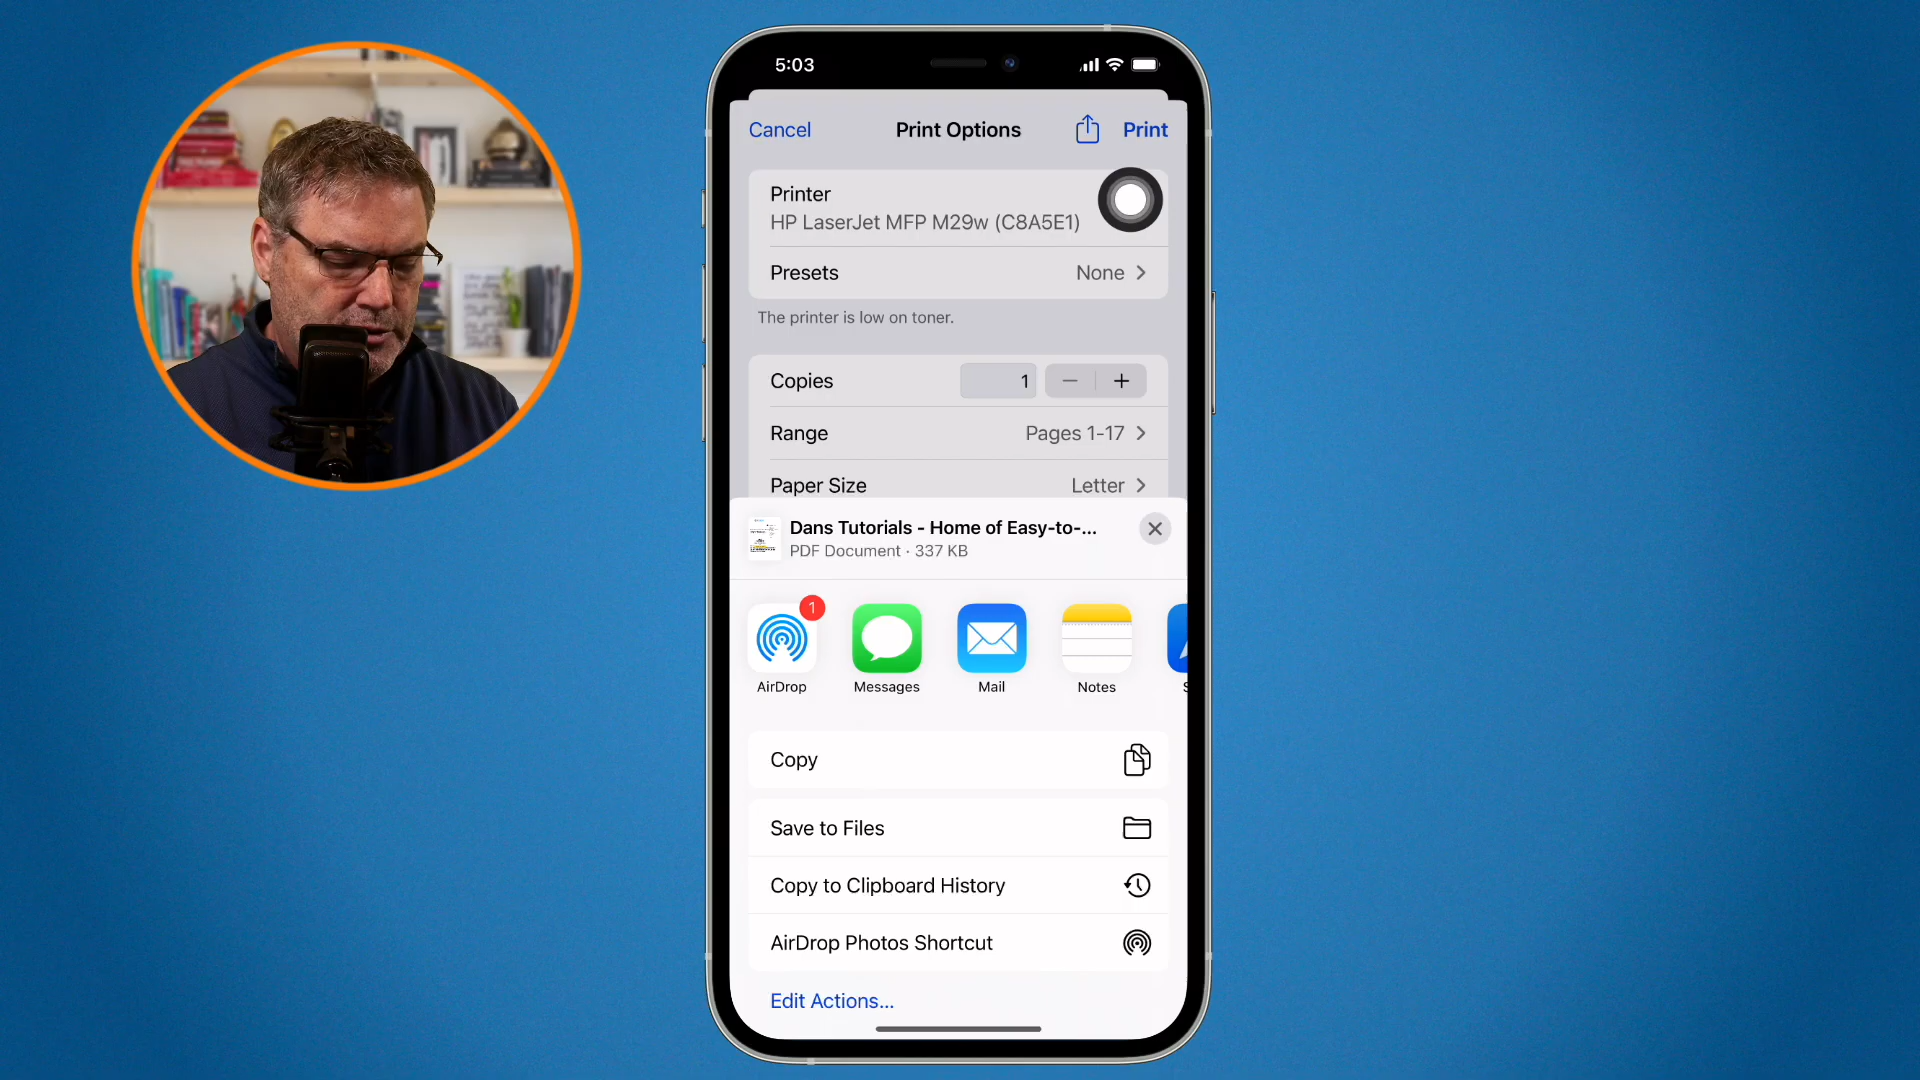 5:03
Cancel
Print Options
Print
Printer
HP LaserJet MFP M29w (C8A5E1)
Presets
None
The printer is low on toner.
Copies
1
Range
Pages 1-17
Paper Size
Letter
Dans Tutorials - Home of Easy-to-...
PDF Document · 337 KB
1
AirDrop
Messages
Mail
Notes
Copy
Save to Files
Copy to Clipboard History
AirDrop Photos Shortcut
Edit Actions...